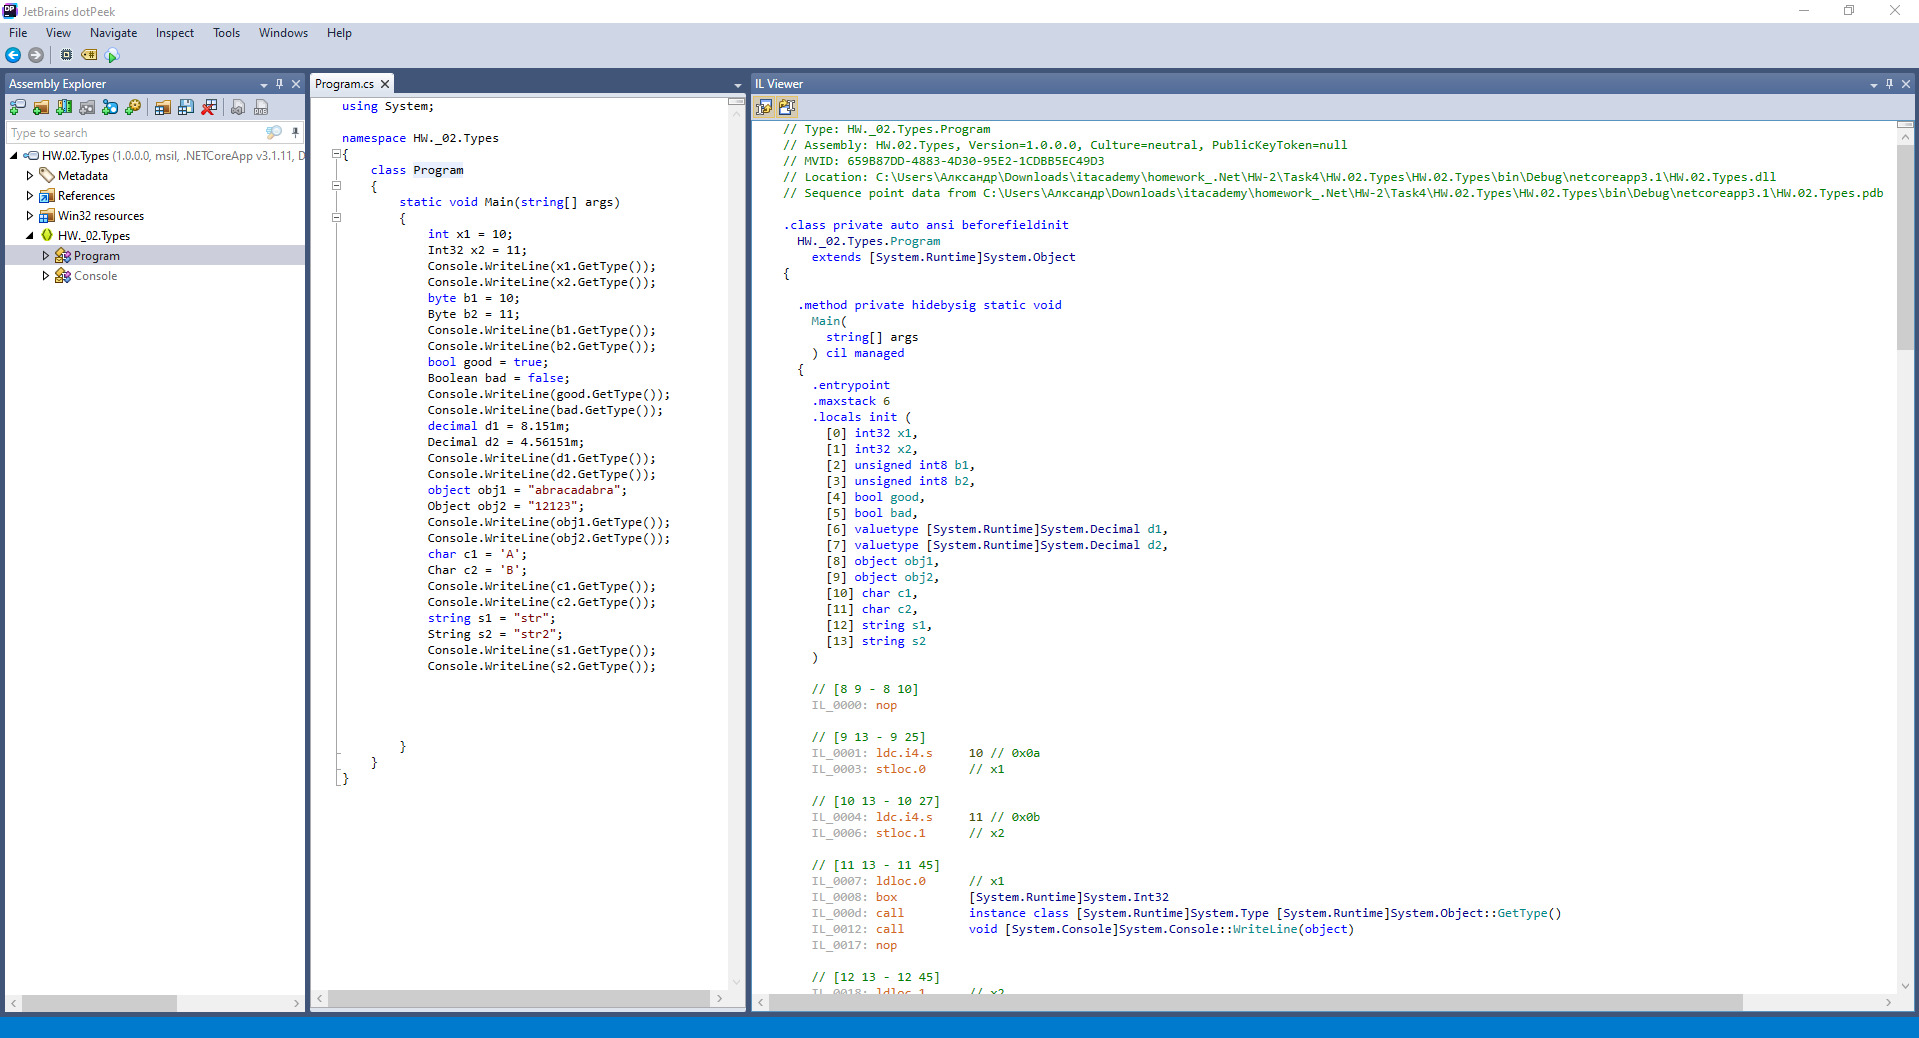 JetBrains dotPeek
File View Navigate Inspect Tools Windows Help
Assembly Explorer
Type to search
HW.02.Types (1.0.0.0, msil, .NETCoreApp v3.1.11, D
Metadata
References
Win32 resources
HW._02.Types
Program
Console
Program.cs
using System;
namespace HW._02.Types
{
class Program
{
static void Main(string[] args)
{
int x1 = 10;
Int32 x2 = 11;
Console.WriteLine(x1.GetType());
Console.WriteLine(x2.GetType());
byte b1 = 10;
Byte b2 = 11;
Console.WriteLine(b1.GetType());
Console.WriteLine(b2.GetType());
bool good = true;
Boolean bad = false;
Console.WriteLine(good.GetType());
Console.WriteLine(bad.GetType());
decimal d1 = 8.151m;
Decimal d2 = 4.56151m;
Console.WriteLine(d1.GetType());
Console.WriteLine(d2.GetType());
object obj1 = "abracadabra";
Object obj2 = "12123";
Console.WriteLine(obj1.GetType());
Console.WriteLine(obj2.GetType());
char c1 = 'A';
Char c2 = 'B';
Console.WriteLine(c1.GetType());
Console.WriteLine(c2.GetType());
string s1 = "str";
String s2 = "str2";
Console.WriteLine(s1.GetType());
Console.WriteLine(s2.GetType());
}
}
}
IL Viewer
// Type: HW._02.Types.Program
// Assembly: HW.02.Types, Version=1.0.0.0, Culture=neutral, PublicKeyToken=null
// MVID: 659B87DD-4883-4D30-95E2-1CDBB5EC49D3
// Location: C:\Users\Алксандр\Downloads\itacademy\homework_.Net\HW-2\Task4\HW.02.Types\HW.02.Types\bin\Debug\netcoreapp3.1\HW.02.Types.dll
// Sequence point data from C:\Users\Алксандр\Downloads\itacademy\homework_.Net\HW-2\Task4\HW.02.Types\HW.02.Types\bin\Debug\netcoreapp3.1\HW.02.Types.pdb
.class private auto ansi beforefieldinit
HW._02.Types.Program
extends [System.Runtime]System.Object
{
.method private hidebysig static void
Main(
string[] args
) cil managed
{
.entrypoint
.maxstack 6
.locals init (
[0] int32 x1,
[1] int32 x2,
[2] unsigned int8 b1,
[3] unsigned int8 b2,
[4] bool good,
[5] bool bad,
[6] valuetype [System.Runtime]System.Decimal d1,
[7] valuetype [System.Runtime]System.Decimal d2,
[8] object obj1,
[9] object obj2,
[10] char c1,
[11] char c2,
[12] string s1,
[13] string s2
)
// [8 9 - 8 10]
IL_0000: nop
// [9 13 - 9 25]
IL_0001: ldc.i4.s 10 // 0x0a
IL_0003: stloc.0 // x1
// [10 13 - 10 27]
IL_0004: ldc.i4.s 11 // 0x0b
IL_0006: stloc.1 // x2
// [11 13 - 11 45]
IL_0007: ldloc.0 // x1
IL_0008: box [System.Runtime]System.Int32
IL_000d: call instance class [System.Runtime]System.Type [System.Runtime]System.Object::GetType()
IL_0012: call void [System.Console]System.Console::WriteLine(object)
IL_0017: nop
// [12 13 - 12 45]
IL_0018: ldloc.1 // x2